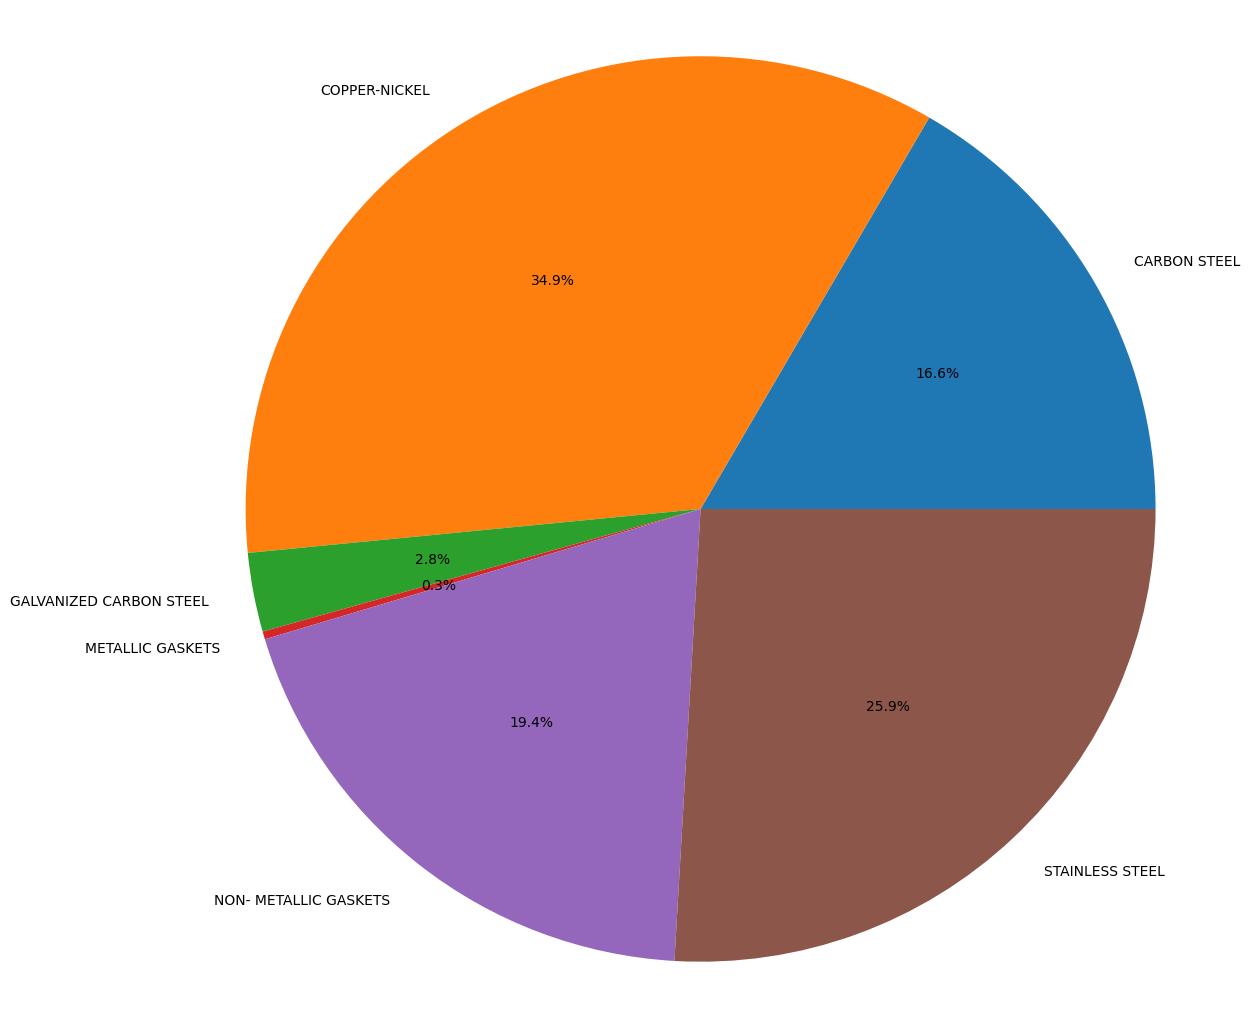 COPPER-NICKEL
CARBON STEEL
34.9%
16.6%
2.8%
0.3%
GALVANIZED CARBON STEEL
METALLIC GASKETS
25.9%
19.4%
STAINLESS STEEL
NON- METALLIC GASKETS